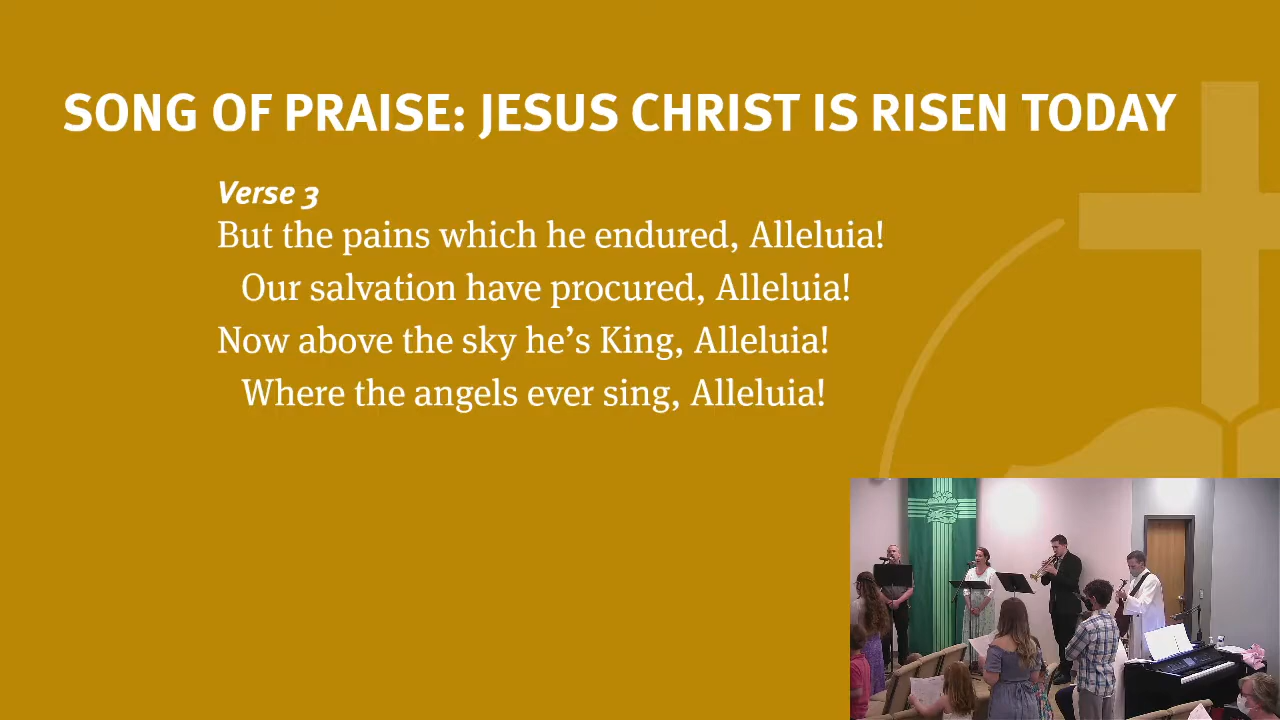 SONG OF PRAISE: JESUS CHRIST IS RISEN TODAY
Verse 3
But the pains which he endured, Alleluia!
Our salvation have procured, Alleluia!
Now above the sky he’s King, Alleluia!
Where the angels ever sing, Alleluia!